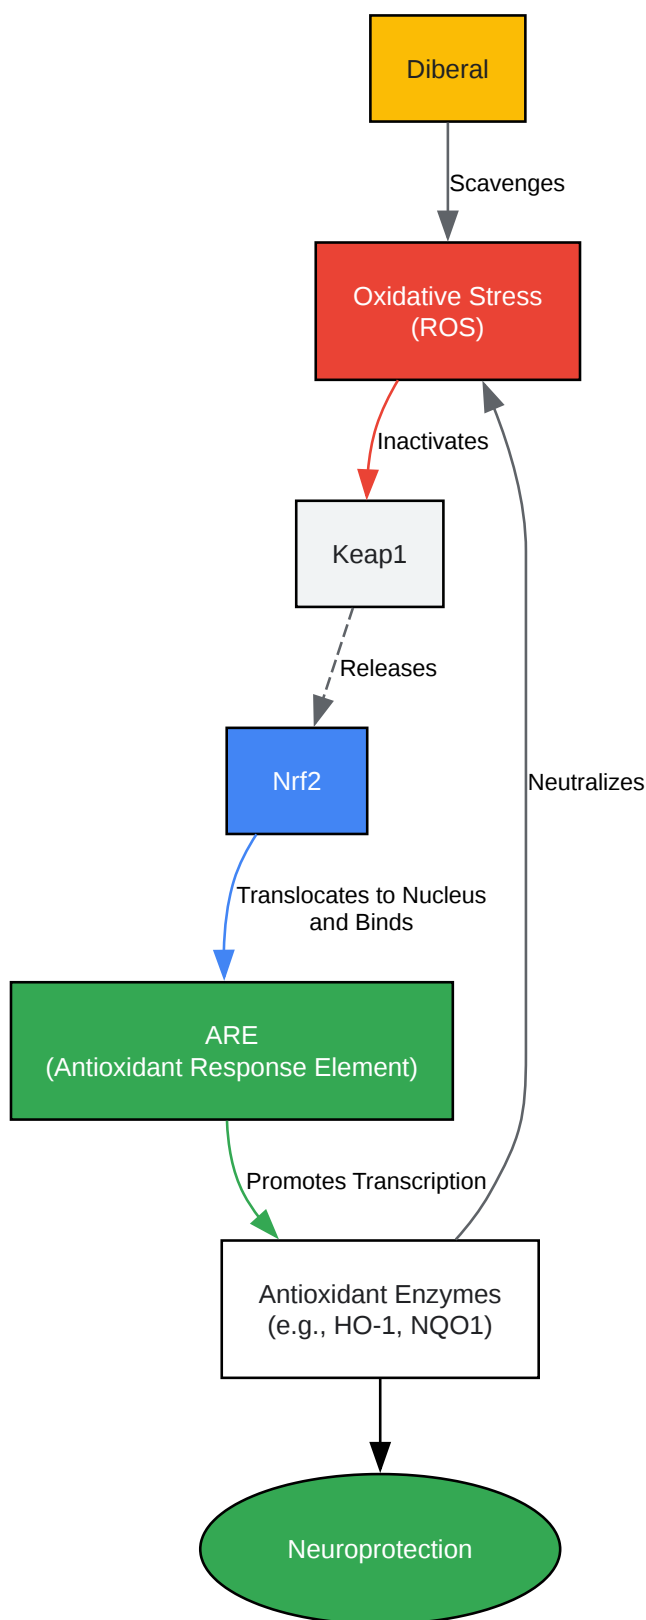 Diberal
Scavenges
Oxidative Stress
(ROS)
Inactivates
Keap1
Releases
Nrf2
Neutralizes
Translocates to Nucleus
and Binds
ARE
(Antioxidant Response Element)
Promotes Transcription
Antioxidant Enzymes
(e.g., HO-1, NQO1)
Neuroprotection